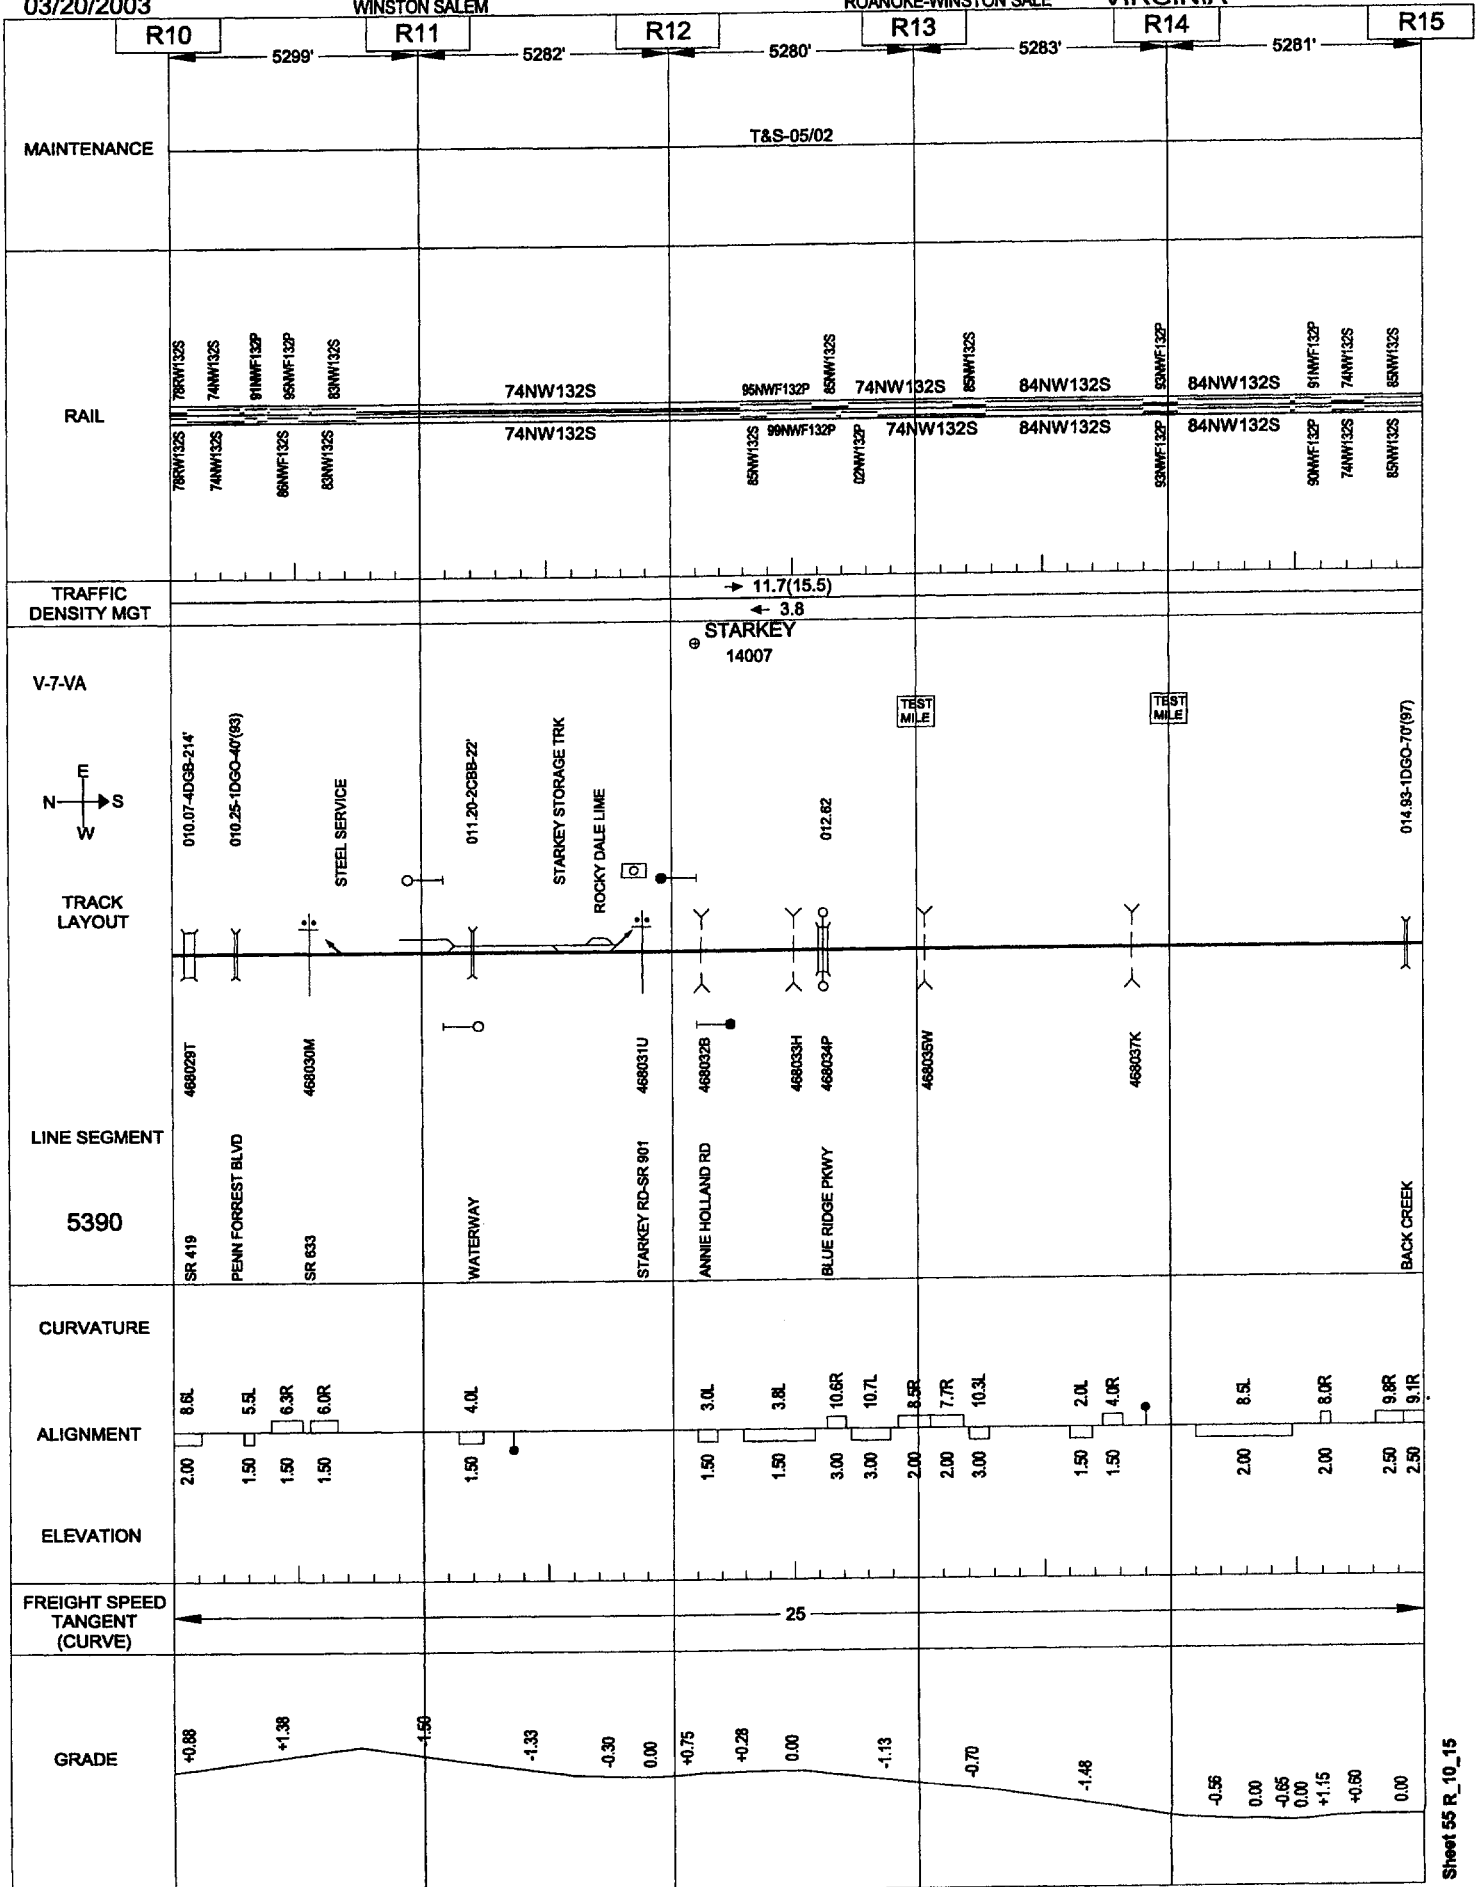 03/20/2003 WINSTON SALEM ROANOKE-WINSTON SALE VIRGINIA
R10 R11 R12 R13 R14 R15
5299' 5282' 5280' 5283' 5281'
MAINTENANCE
T&S-05/02
RAIL
78RW132S 74NW132S 91NWF132P 95NWF132P 83NW132S 74NW132S 95NWF132P 85NW132S 74NW132S 85NW132S 84NW132S 93NWF132P 84NW132S 91NWF132P 74NW132S 85NW132S
78RW132S 74NW132S 86NWF132S 83NW132S 74NW132S 85NW132S 99NWF132P 02NW132P 74NW132S 84NW132S 93NWF132P 84NW132S 90NWF132P 74NW132S 85NW132S
TRAFFIC
DENSITY MGT
→ 11.7(15.5)
← 3.8
STARKEY
14007
V-7-VA
TEST
MILE
TEST
MILE
E
N S
W
010.07-4DGB-214'
010.25-1DGO-40'(93)
STEEL SERVICE
011.20-2CBB-22'
STARKEY STORAGE TRK
ROCKY DALE LIME
012.62
014.93-1DGO-70'(97)
TRACK
LAYOUT
468029T 468030M 468031U 468032B 468033H 468034P 468035W 468037K
LINE SEGMENT
5390
SR 419
PENN FORREST BLVD
SR 633
WATERWAY
STARKEY RD-SR 901
ANNIE HOLLAND RD
BLUE RIDGE PKWY
BACK CREEK
CURVATURE
8.6L 5.5L 6.3R 6.0R 4.0L 3.0L 3.8L 10.6R 10.7L 8.5R 7.7R 10.3L 2.0L 4.0R 8.5L 8.0R 9.8R 9.1R
ALIGNMENT
2.00 1.50 1.50 1.50 1.50 1.50 1.50 3.00 3.00 2.00 2.00 3.00 1.50 1.50 2.00 2.00 2.50 2.50
ELEVATION
FREIGHT SPEED
TANGENT
(CURVE)
25
GRADE
+0.88 +1.38 -1.50 -1.33 -0.30 0.00 +0.75 +0.28 0.00 -1.13 -0.70 -1.48 -0.56 0.00 -0.65 0.00 +1.15 +0.60 0.00
Sheet 55 R_10_15